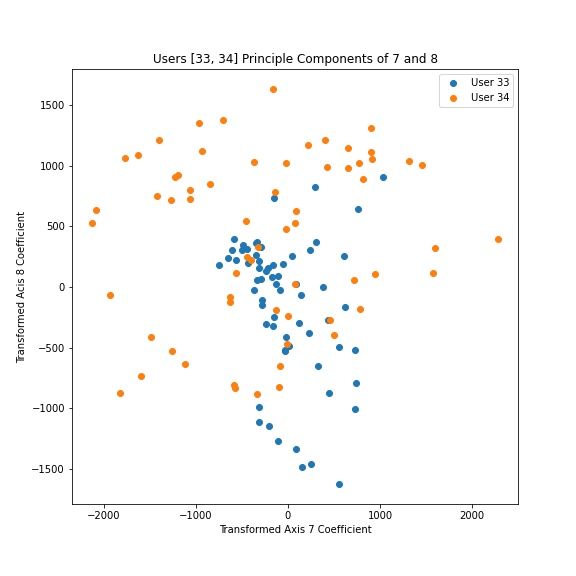 Users [33, 34] Principle Components of 7 and 8
User 33
User 34
Transformed Acis 8 Coefficient
1500
1000
500
0
−500
−1000
−1500
−2000 −1000 0 1000 2000
Transformed Axis 7 Coefficient